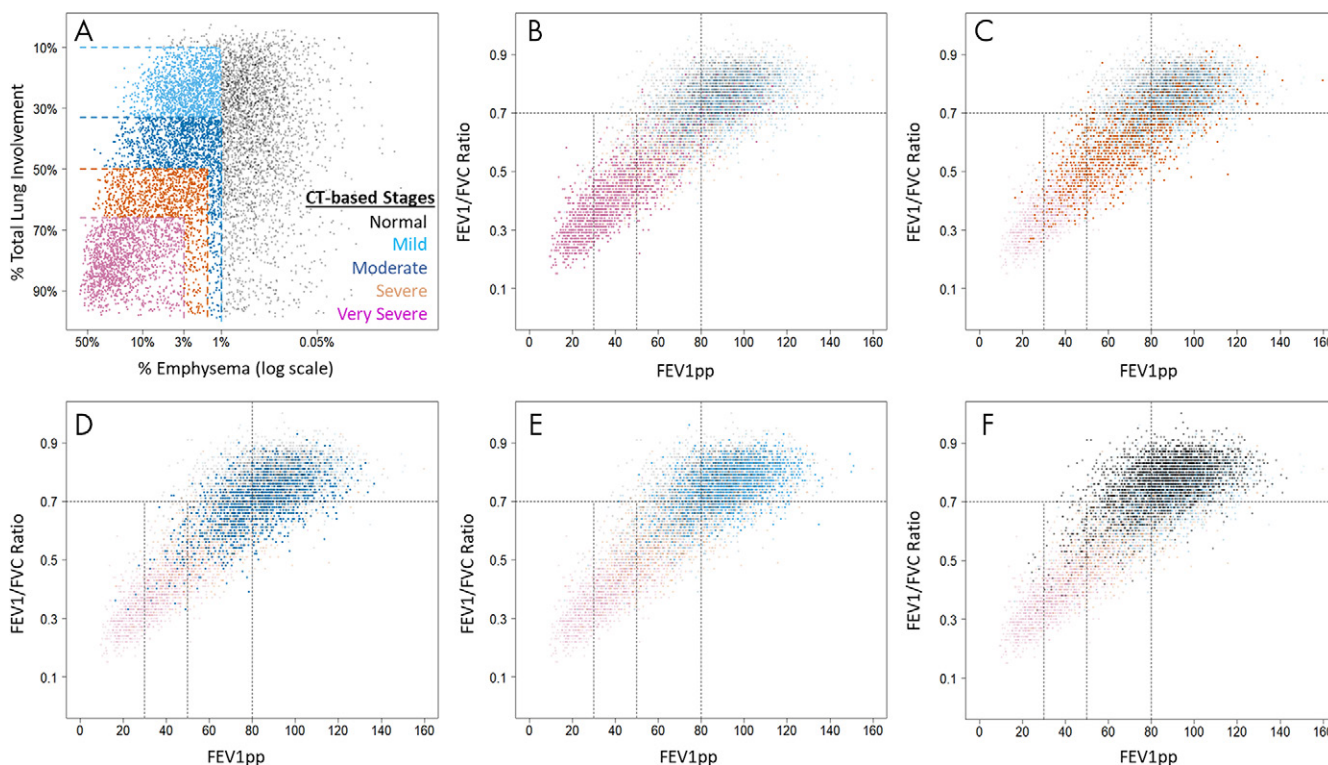 A
% Total Lung Involvement
10%
30%
50%
70%
90%
CT-based Stages
Normal
Mild
Moderate
Severe
Very Severe
50% 10% 3% 1% 0.05%
% Emphysema (log scale)
B
FEV1/FVC Ratio
0.9
0.7
0.5
0.3
0.1
0 20 40 60 80 100 120 140 160
FEV1pp
C
FEV1/FVC Ratio
0.9
0.7
0.5
0.3
0.1
0 20 40 60 80 100 120 140 160
FEV1pp
D
FEV1/FVC Ratio
0.9
0.7
0.5
0.3
0.1
0 20 40 60 80 100 120 140 160
FEV1pp
E
FEV1/FVC Ratio
0.9
0.7
0.5
0.3
0.1
0 20 40 60 80 100 120 140 160
FEV1pp
F
FEV1/FVC Ratio
0.9
0.7
0.5
0.3
0.1
0 20 40 60 80 100 120 140 160
FEV1pp